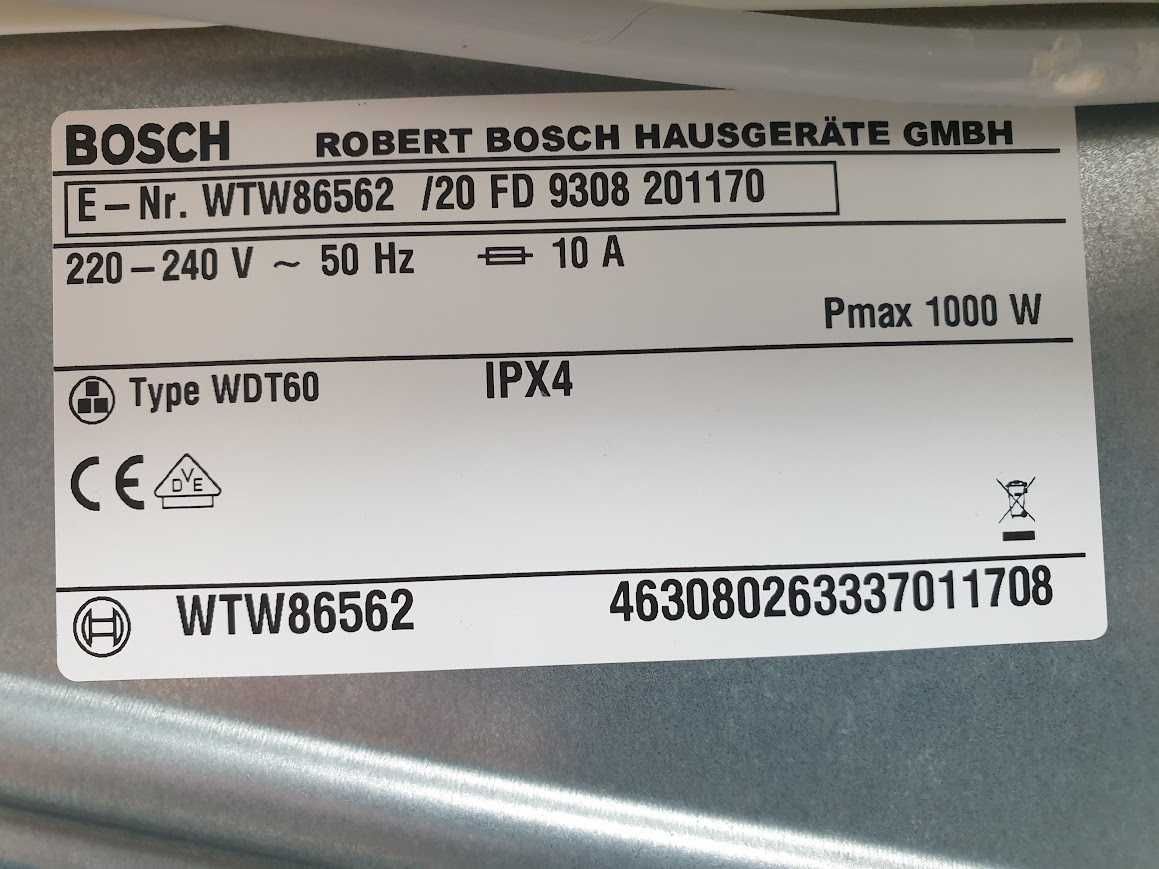 BOSCH ROBERT BOSCH HAUSGERÄTE GMBH
E-Nr. WTW86562 /20 FD 9308 201170
220-240 V ~ 50 Hz 10 A
Pmax 1000 W
Type WDT60 IPX4
CE DVE
WTW86562 463080263337011708